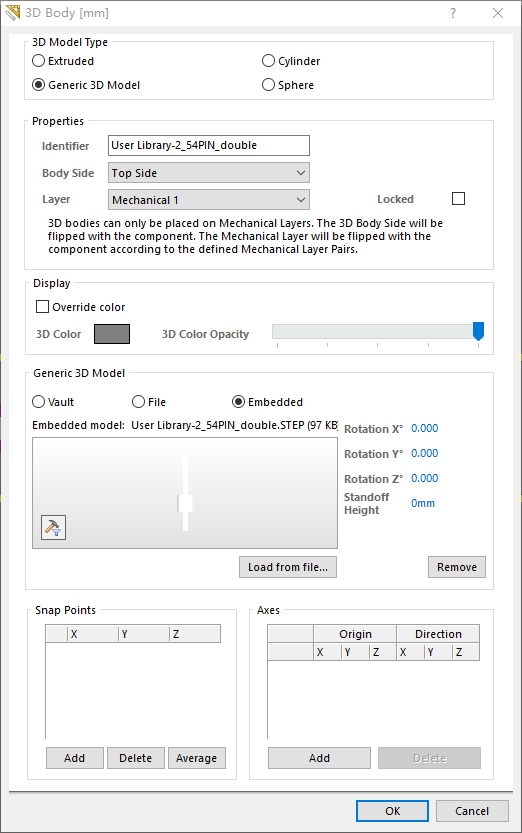 3D Body [mm]
?
3D Model Type
Extruded
Cylinder
Generic 3D Model
Sphere
Properties
Identifier
User Library-2_54PIN_double
Body Side
Top Side
Layer
Mechanical 1
Locked
3D bodies can only be placed on Mechanical Layers. The 3D Body Side will be
flipped with the component. The Mechanical Layer will be flipped with the
component according to the defined Mechanical Layer Pairs.
Display
Override color
3D Color
3D Color Opacity
Generic 3D Model
Vault
File
Embedded
Embedded model: User Library-2_54PIN_double.STEP (97 KB
Rotation X° 0.000
Rotation Y° 0.000
Rotation Z° 0.000
Standoff
Height
0mm
Load from file...
Remove
Snap Points
X Y Z
Add
Delete
Average
Axes
Origin Direction
X Y Z X Y Z
Add
Delete
OK
Cancel